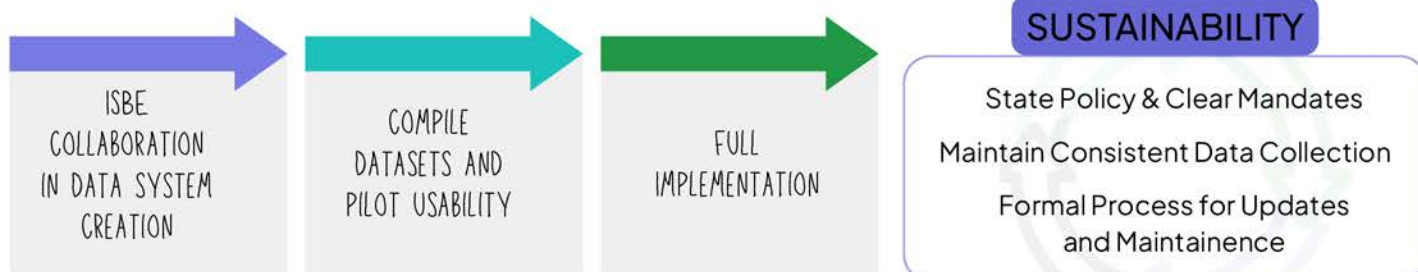 ISBE
COLLABORATION
IN DATA SYSTEM
CREATION
COMPILE
DATASETS AND
PILOT USABILITY
FULL
IMPLEMENTATION
SUSTAINABILITY
State Policy & Clear Mandates
Maintain Consistent Data Collection
Formal Process for Updates
and Maintainence